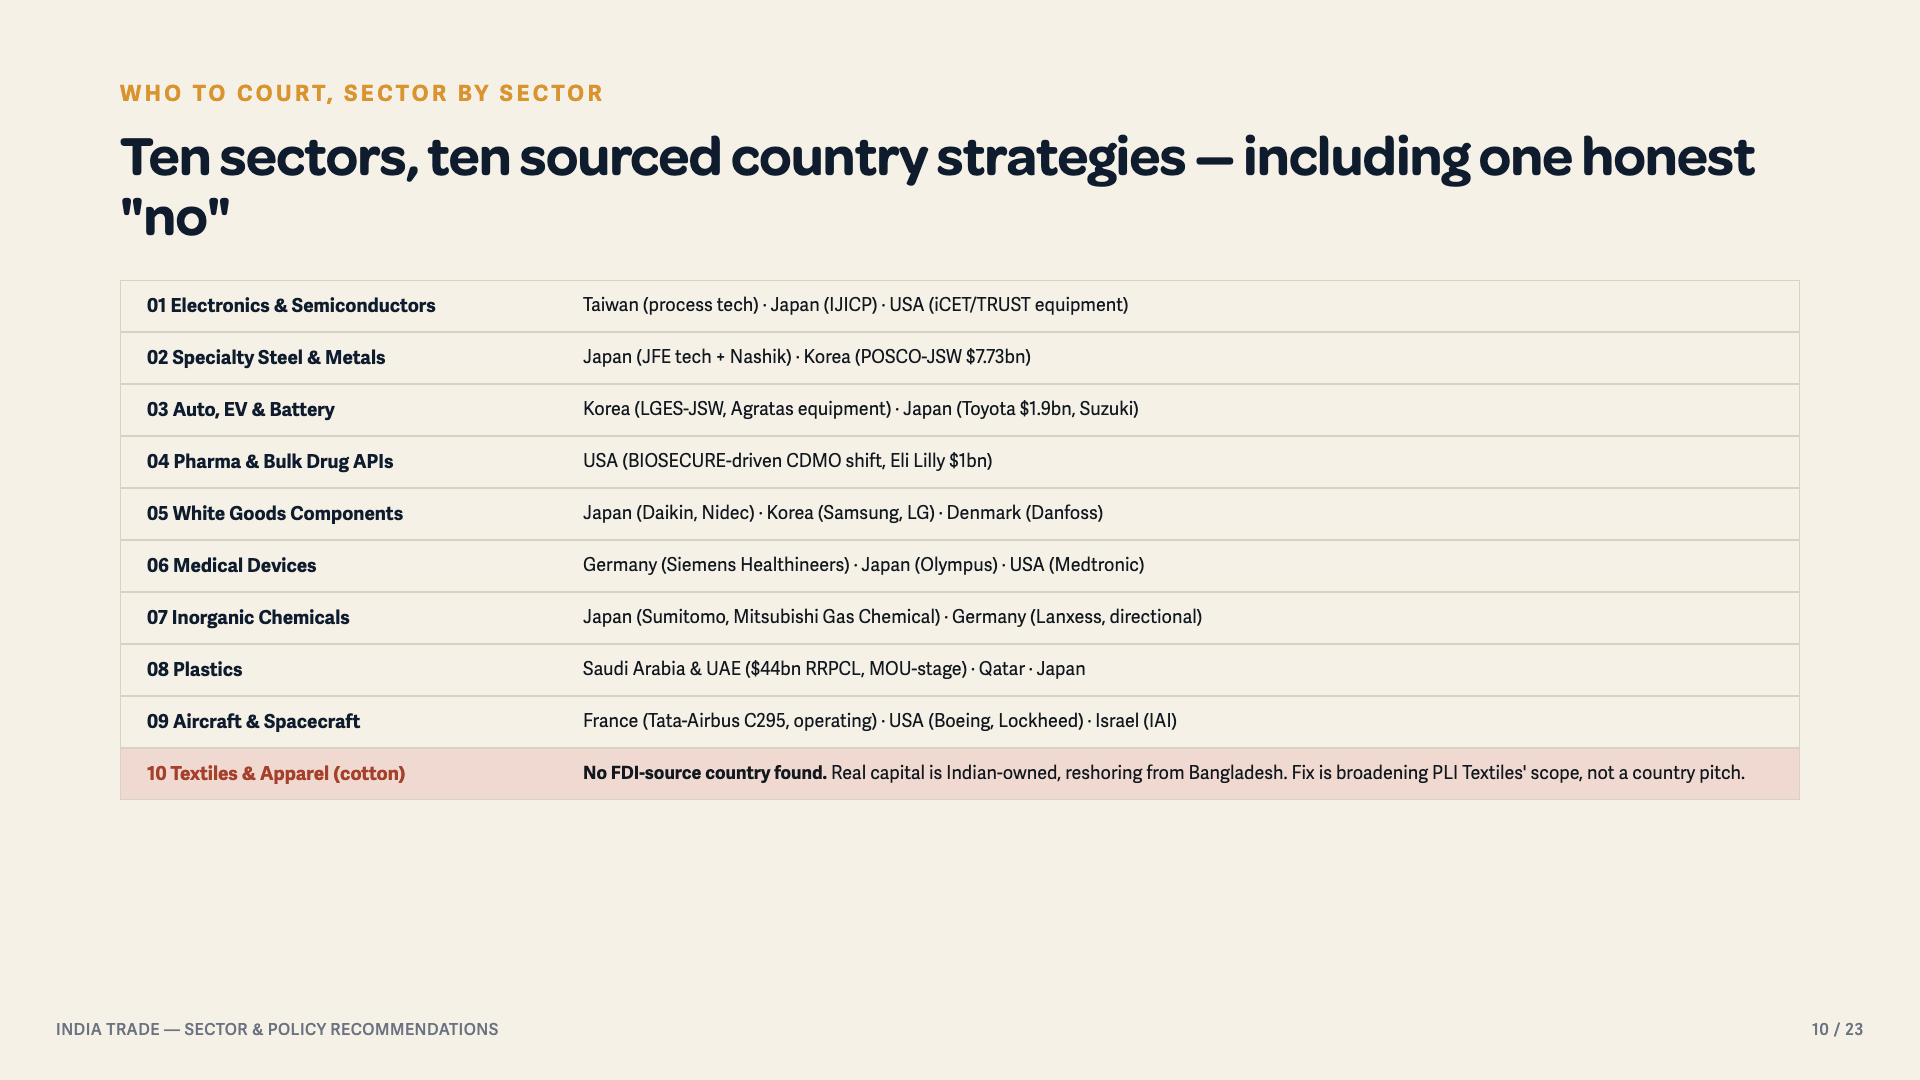 WHO TO COURT, SECTOR BY SECTOR
Ten sectors, ten sourced country strategies — including one honest
"no"
01 Electronics & Semiconductors Taiwan (process tech) · Japan (IJICP) · USA (iCET/TRUST equipment)
02 Specialty Steel & Metals Japan (JFE tech + Nashik) · Korea (POSCO-JSW $7.73bn)
03 Auto, EV & Battery Korea (LGES-JSW, Agratas equipment) · Japan (Toyota $1.9bn, Suzuki)
04 Pharma & Bulk Drug APIs USA (BIOSECURE-driven CDMO shift, Eli Lilly $1bn)
05 White Goods Components Japan (Daikin, Nidec) · Korea (Samsung, LG) · Denmark (Danfoss)
06 Medical Devices Germany (Siemens Healthineers) · Japan (Olympus) · USA (Medtronic)
07 Inorganic Chemicals Japan (Sumitomo, Mitsubishi Gas Chemical) · Germany (Lanxess, directional)
08 Plastics Saudi Arabia & UAE ($44bn RRPCL, MOU-stage) · Qatar · Japan
09 Aircraft & Spacecraft France (Tata-Airbus C295, operating) · USA (Boeing, Lockheed) · Israel (IAI)
10 Textiles & Apparel (cotton) No FDI-source country found. Real capital is Indian-owned, reshoring from Bangladesh. Fix is broadening PLI Textiles' scope, not a country pitch.
INDIA TRADE — SECTOR & POLICY RECOMMENDATIONS
10 / 23